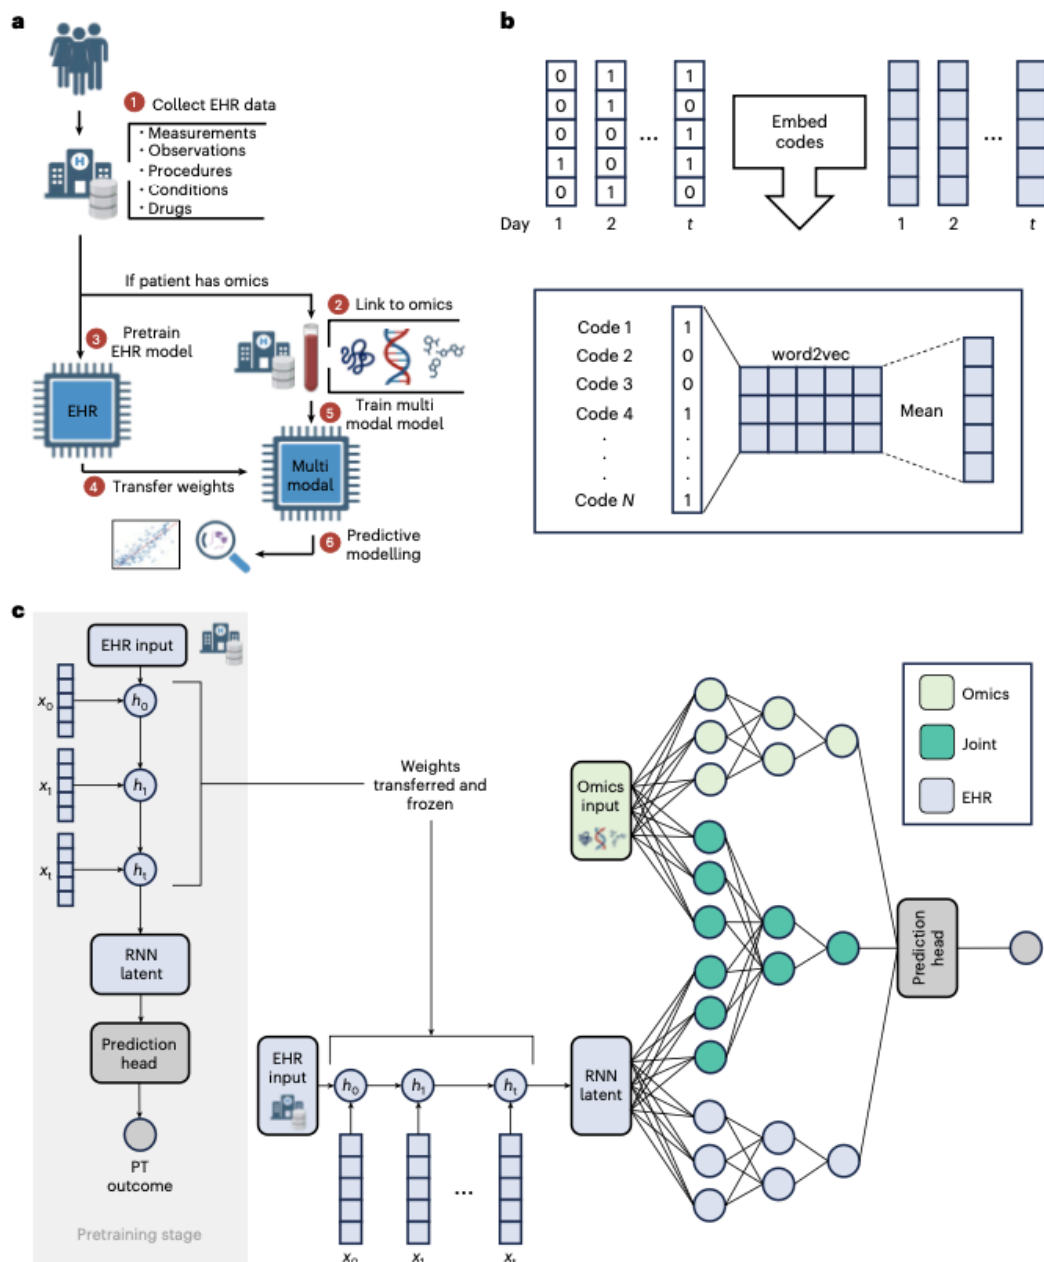 a
1 Collect EHR data
· Measurements
· Observations
· Procedures
· Conditions
· Drugs
H
If patient has omics
2 Link to omics
3 Pretrain
EHR model
H
EHR
5 Train multi
modal model
Multi
modal
4 Transfer weights
6 Predictive
modelling
b
0 1 1
0 1 0
0 0 ... 1 ...
1 0 1
0 1 0
Embed
codes
Day 1 2 t 1 2 t
Code 1 1
Code 2 0
Code 3 0
Code 4 1
. .
. .
. .
Code N 1
word2vec
Mean
c
EHR input
H
x0 h0
x1 h1
xt ht
RNN
latent
Prediction
head
PT
outcome
Pretraining stage
Weights
transferred and
frozen
EHR
input
h0 h1 ht
...
x0 x1 xt
RNN
latent
Omics
input
Prediction
head
Omics
Joint
EHR